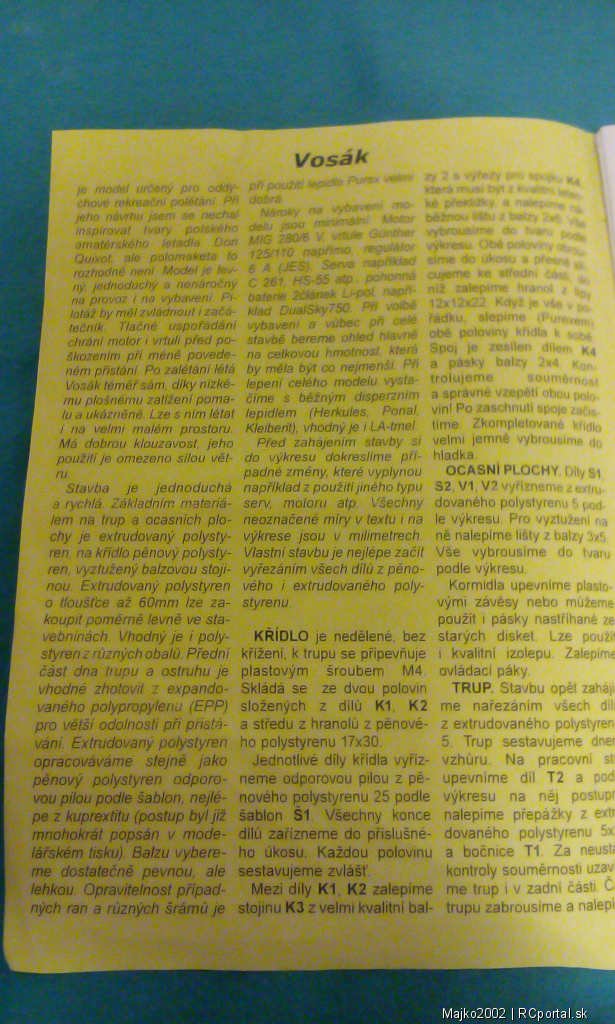 Vosák
je model určený pro oddy-
chové rekreační polétání. Při
jeho návrhu jsem se nechal
inspirovat tvary polského
amatérského letadla Don
Quixot, ale polomaketa to
rozhodně není. Model je lev-
ný, jednoduchý a nenáročný
na provoz i na vybavení. Pi-
lotáž by měl zvládnout i začá-
tečník. Tlačné uspořádání
chrání motor i vrtuli před po-
škozením při méně povede-
ném přistání. Po zalétání létá
Vosák téměř sám, díky nízké-
mu plošnému zatížení poma-
lu a ukázněně. Lze s ním létat
i na velmi malém prostoru.
Má dobrou klouzavost, jeho
použití je omezeno sílou vět-
ru.
Stavba je jednoduchá
a rychlá. Základním materiá-
lem na trup a ocasních plo-
chy je extrudovaný polysty-
ren, na křídlo pěnový polysty-
ren, vyztužený balzovou stoji-
nou. Extrudovaný polystyren
o tloušťce až 60mm lze za-
koupit poměrně levně ve sta-
vebninách. Vhodný je i poly-
styren z různých obalů. Přední
část dna trupu a ostruhu je
vhodné zhotovit z expando-
vaného polypropylenu (EPP)
pro větší odolnosti při přistá-
vání. Extrudovaný polystyren
opracováváme stejně jako
pěnový polystyren odporo-
vou pilou podle šablon, nejlé-
pe z kuprextitu (postup byl již
mnohokrát popsán v mode-
lářském tisku). Balzu vybere-
me dostatečně pevnou, ale
lehkou. Opravitelnost případ-
ných ran a různých šrámů je
při použití lepidla Purex velmi
dobrá.
Nároky na vybavení mo-
delu jsou minimální. Motor
MIG 280/6 V, vrtule Günther
125/110 napřímo, regulátor
6 A (JES). Serva například
C 261, HS-55 atp., pohonná
baterie 2článek Li-pol, např-
klad DualSky750. Při volbě
vybavení a vůbec při celé
stavbě bereme ohled hlavně
na celkovou hmotnost, která
by měla být co nejmenší. Při
lepení celého modelu vysta-
číme s běžným disperzním
lepidlem (Herkules, Ponal,
Kleiberit), vhodný je i LA-tmel.
Před zahájením stavby si
do výkresu dokreslíme pří-
padné změny, které vyplynou
například z použití jiného typu
serv, motoru atp. Všechny
neoznačené míry v textu i na
výkrese jsou v milimetrech.
Vlastní stavbu je nejlépe začít
vyřezáním všech dílů z pěno-
vého i extrudovaného poly-
styrenu.
KŘÍDLO je nedělené, bez
křížení, k trupu se připevňuje
plastovým šroubem M4.
Skládá se ze dvou polovin
složených z dílů K1, K2
a středu z hranolů z pěnové-
ho polystyrenu 17x30.
Jednotlivé díly křídla vyříz-
neme odporovou pilou z pě-
nového polystyrenu 25 podle
šablon Š1. Všechny konce
dílů zařízneme do příslušné-
ho úkosu. Každou polovinu
sestavujeme zvlášť.
Mezi díly K1, K2 zalepíme
stojinu K3 z velmi kvalitní bal-
zy 2 s výřezy pro spojku K4,
která musí být z kvalitní letec-
ké překližky, a nalepíme ná-
běžnou lištu z balzy 2x6. Vše
vybrousíme do tvaru podle
výkresu. Obě poloviny zbrou-
síme do úkosu a přesně sli-
cujeme ke střední části, do
níž zalepíme hranol z lípy
12x12x22. Když je vše v po-
řádku, slepíme (Purexem)
obě poloviny křídla k sobě.
Spoj je zesílen dílem K4
a pásky balzy 2x4. Kon-
trolujeme souměrnost
a správné vzepětí obou polo-
vin! Po zaschnutí spoje začis-
tíme. Zkompletované křídlo
velmi jemně vybrousíme do
hladka.
OCASNÍ PLOCHY. Díly S1,
S2, V1, V2 vyřízneme z extru-
dovaného polystyrenu 5 pod-
le výkresu. Pro vyztužení na
ně nalepíme lišty z balzy 3x5.
Vše vybrousíme do tvaru
podle výkresu.
Kormidla upevníme plasto-
vými závěsy nebo můžeme
použít i pásky nastříhané ze
starých disket. Lze použít
i kvalitní izolepu. Zalepíme
ovládací páky.
TRUP. Stavbu opět zaháj
me nařezáním všech díl
z extrudovaného polystyren
5. Trup sestavujeme dnem
vzhůru. Na pracovní st
upevníme díl T2 a pod
výkresu na něj postupn
nalepíme přepážky z extr
dovaného polystyrenu 5x
a bočnice T1. Za neustá
kontroly souměrnosti uzav
me trup i v zadní části.
trupu zabrousíme a nalepí
Majko2002 | RCportal.sk